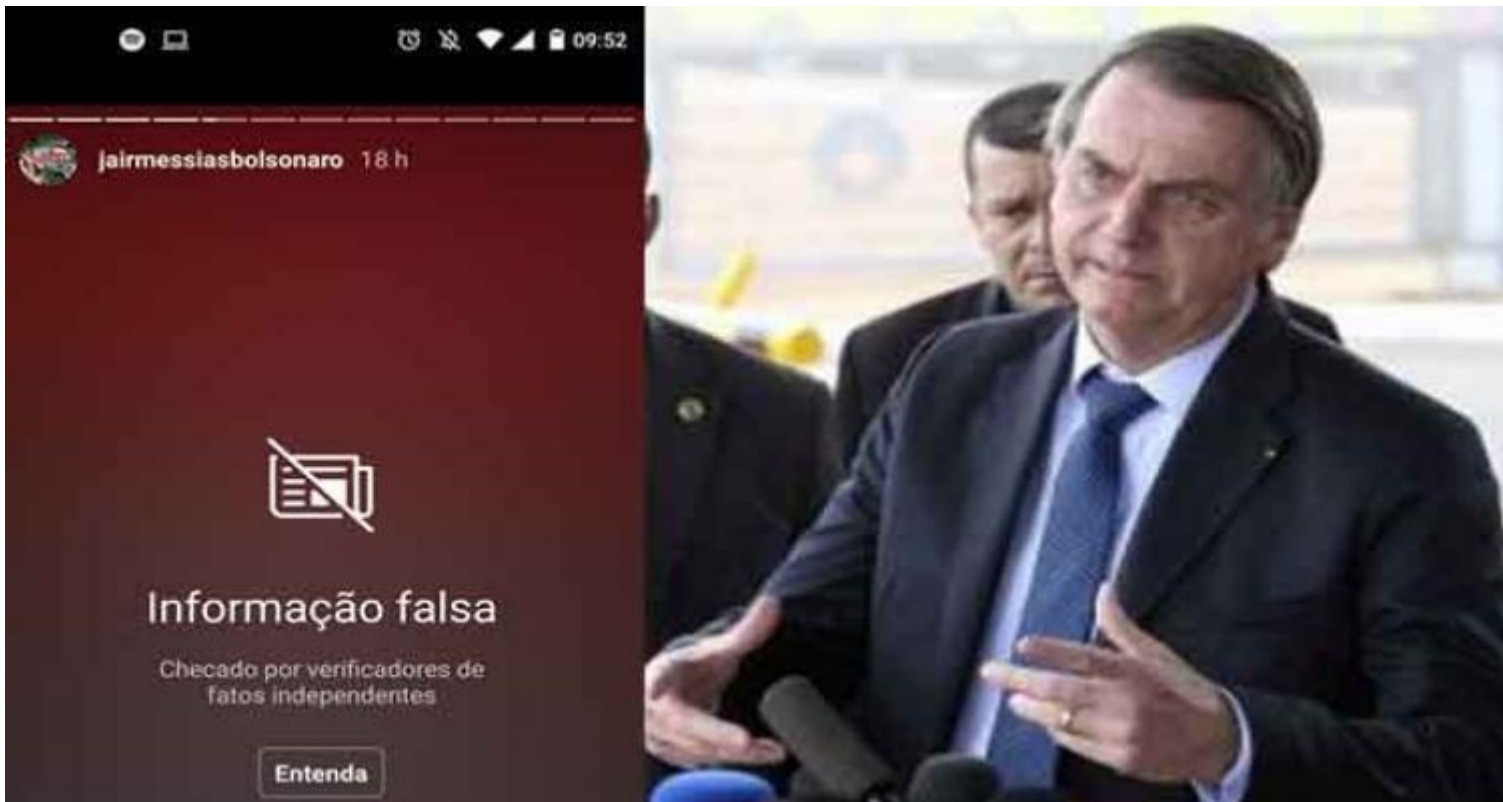 09:52
jairmessiasbolsonaro 18 h
Informação falsa
Checado por verificadores de
fatos independentes
Entenda